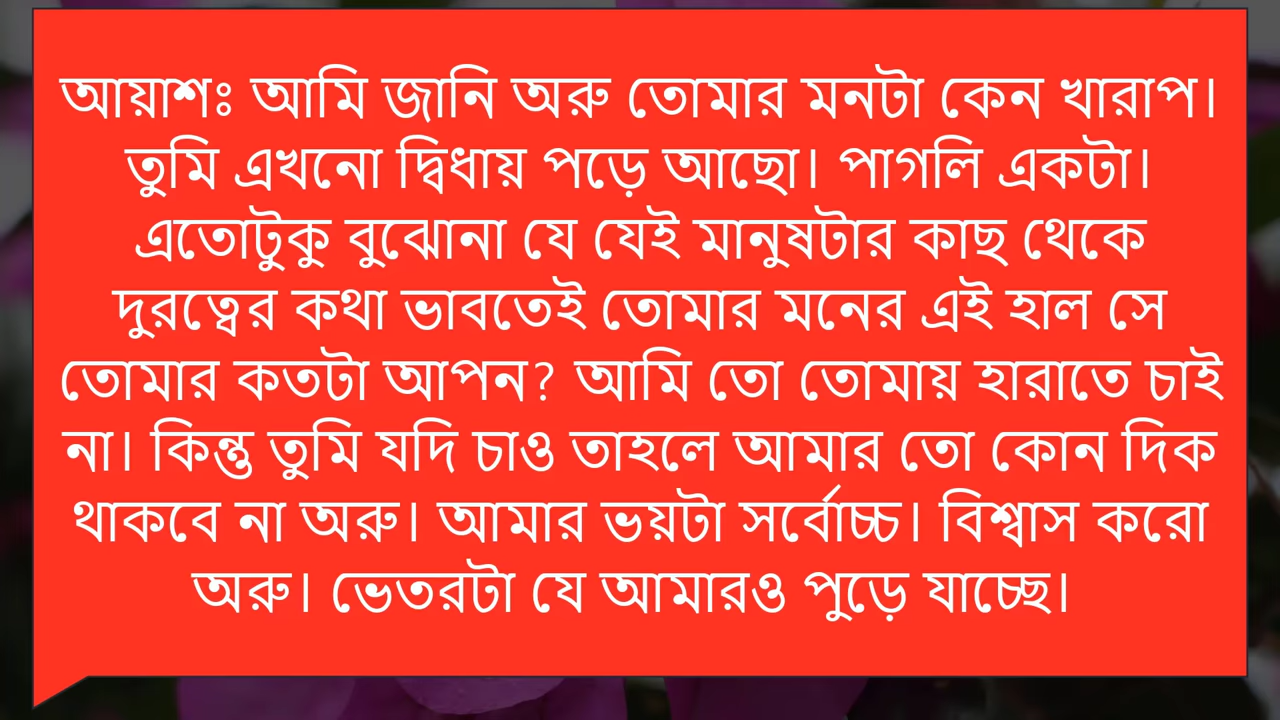 আয়াশঃ আমি জানি অরু তোমার মনটা কেন খারাপ।
তুমি এখনো দ্বিধায় পড়ে আছো। পাগলি একটা।
এতোটুকু বুঝোনা যে যেই মানুষটার কাছ থেকে
দুরত্বের কথা ভাবতেই তোমার মনের এই হাল সে
তোমার কতটা আপন? আমি তো তোমায় হারাতে চাই
না। কিন্তু তুমি যদি চাও তাহলে আমার তো কোন দিক
থাকবে না অরু। আমার ভয়টা সর্বোচ্চ। বিশ্বাস করো
অরু। ভেতরটা যে আমারও পুড়ে যাচ্ছে।